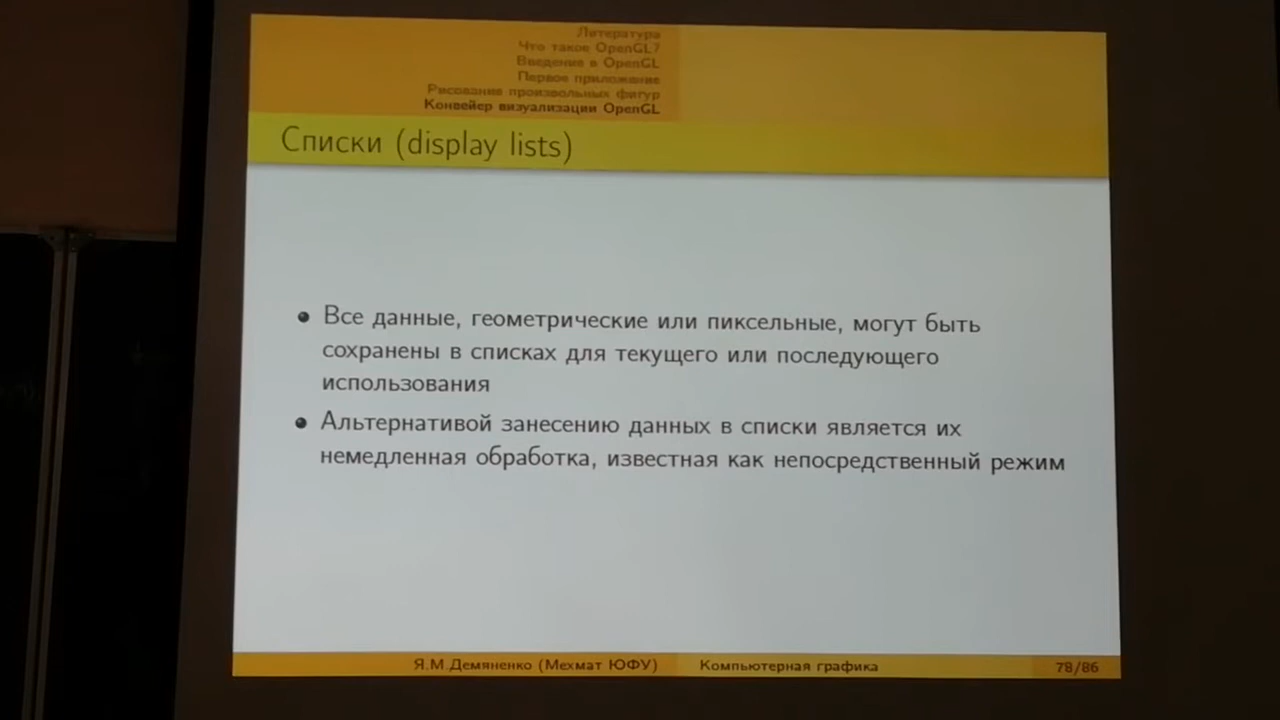 Литература
Что такое OpenGL?
Введение в OpenGL
Первое приложение
Рисование произвольных фигур
Конвейер визуализации OpenGL
Списки (display lists)
Все данные, геометрические или пиксельные, могут быть
сохранены в списках для текущего или последующего
использования
Альтернативой занесению данных в списки является их
немедленная обработка, известная как непосредственный режим
Я.М.Демяненко (Мехмат ЮФУ) Компьютерная графика 78/86